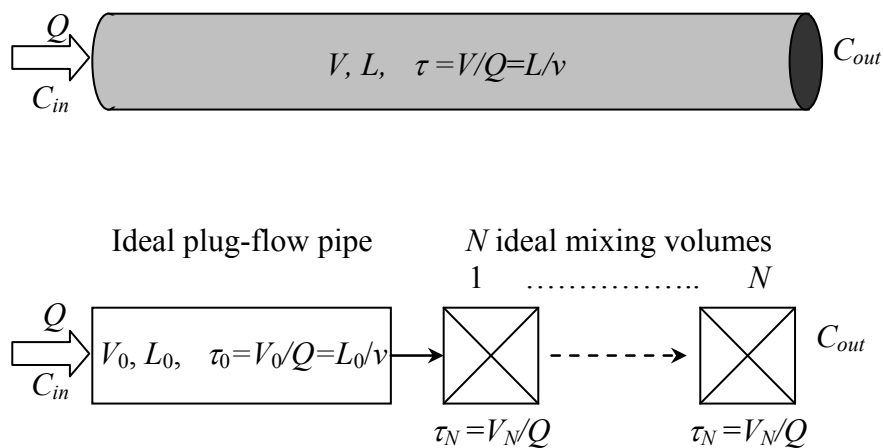 Q
C_in
V, L, τ =V/Q=L/v
C_out
Ideal plug-flow pipe
N ideal mixing volumes
1 ……………….. N
Q
C_in
V_0, L_0, τ_0=V_0/Q=L_0/v
C_out
τ_N =V_N/Q
τ_N =V_N/Q